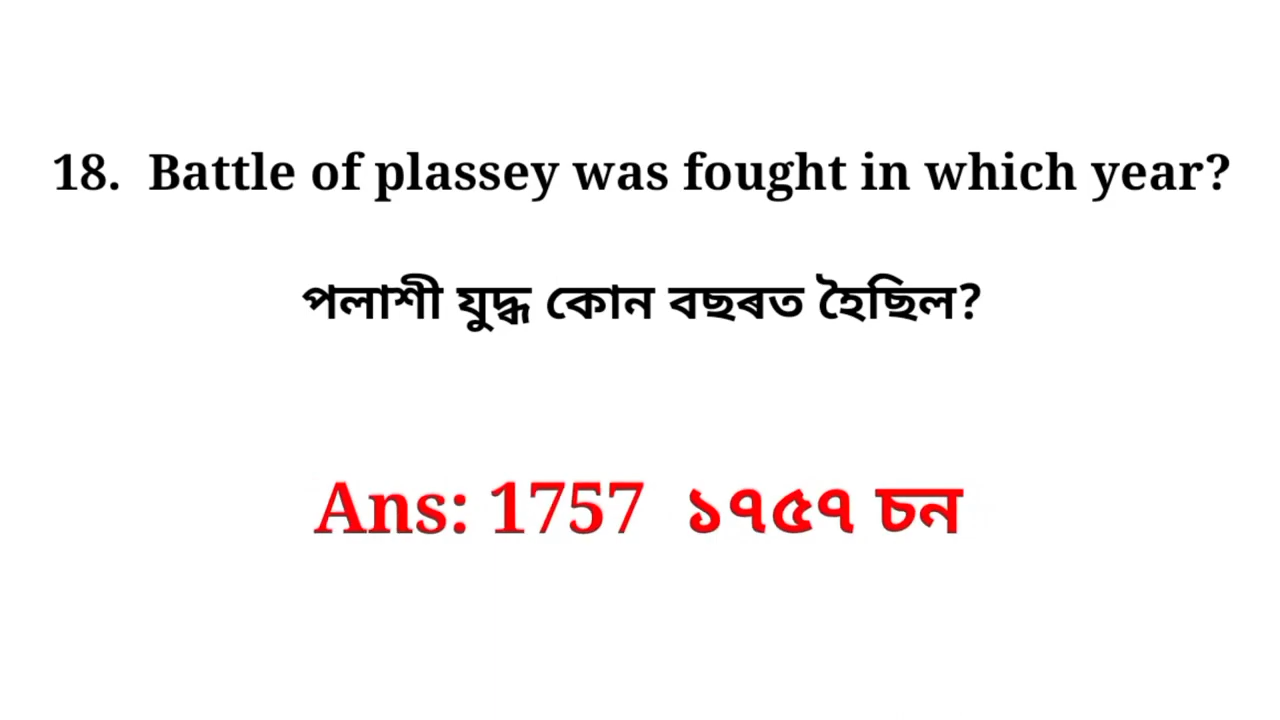 18. Battle of plassey was fought in which year?
পলাশী যুদ্ধ কোন বছৰত হৈছিল?
Ans: 1757 ১৭৫৭ চন